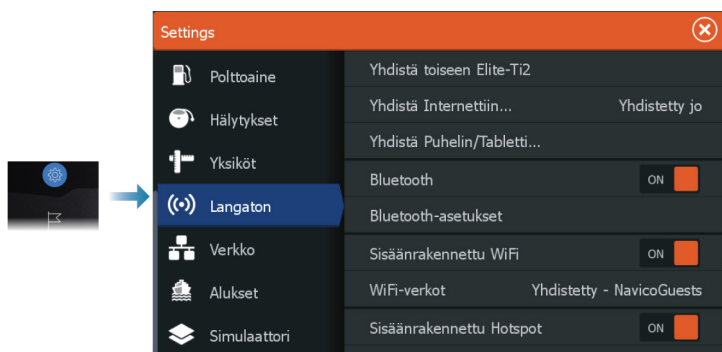 Settings
Polttoaine
Hälytykset
Yksiköt
Langaton
Verkko
Alukset
Simulaattori
Yhdistä toiseen Elite-Ti2
Yhdistä Internettiin... Yhdistetty jo
Yhdistä Puhelin/Tabletti...
Bluetooth ON
Bluetooth-asetukset
Sisäänrakennettu WiFi ON
WiFi-verkot Yhdistetty - NavicoGuests
Sisäänrakennettu Hotspot ON